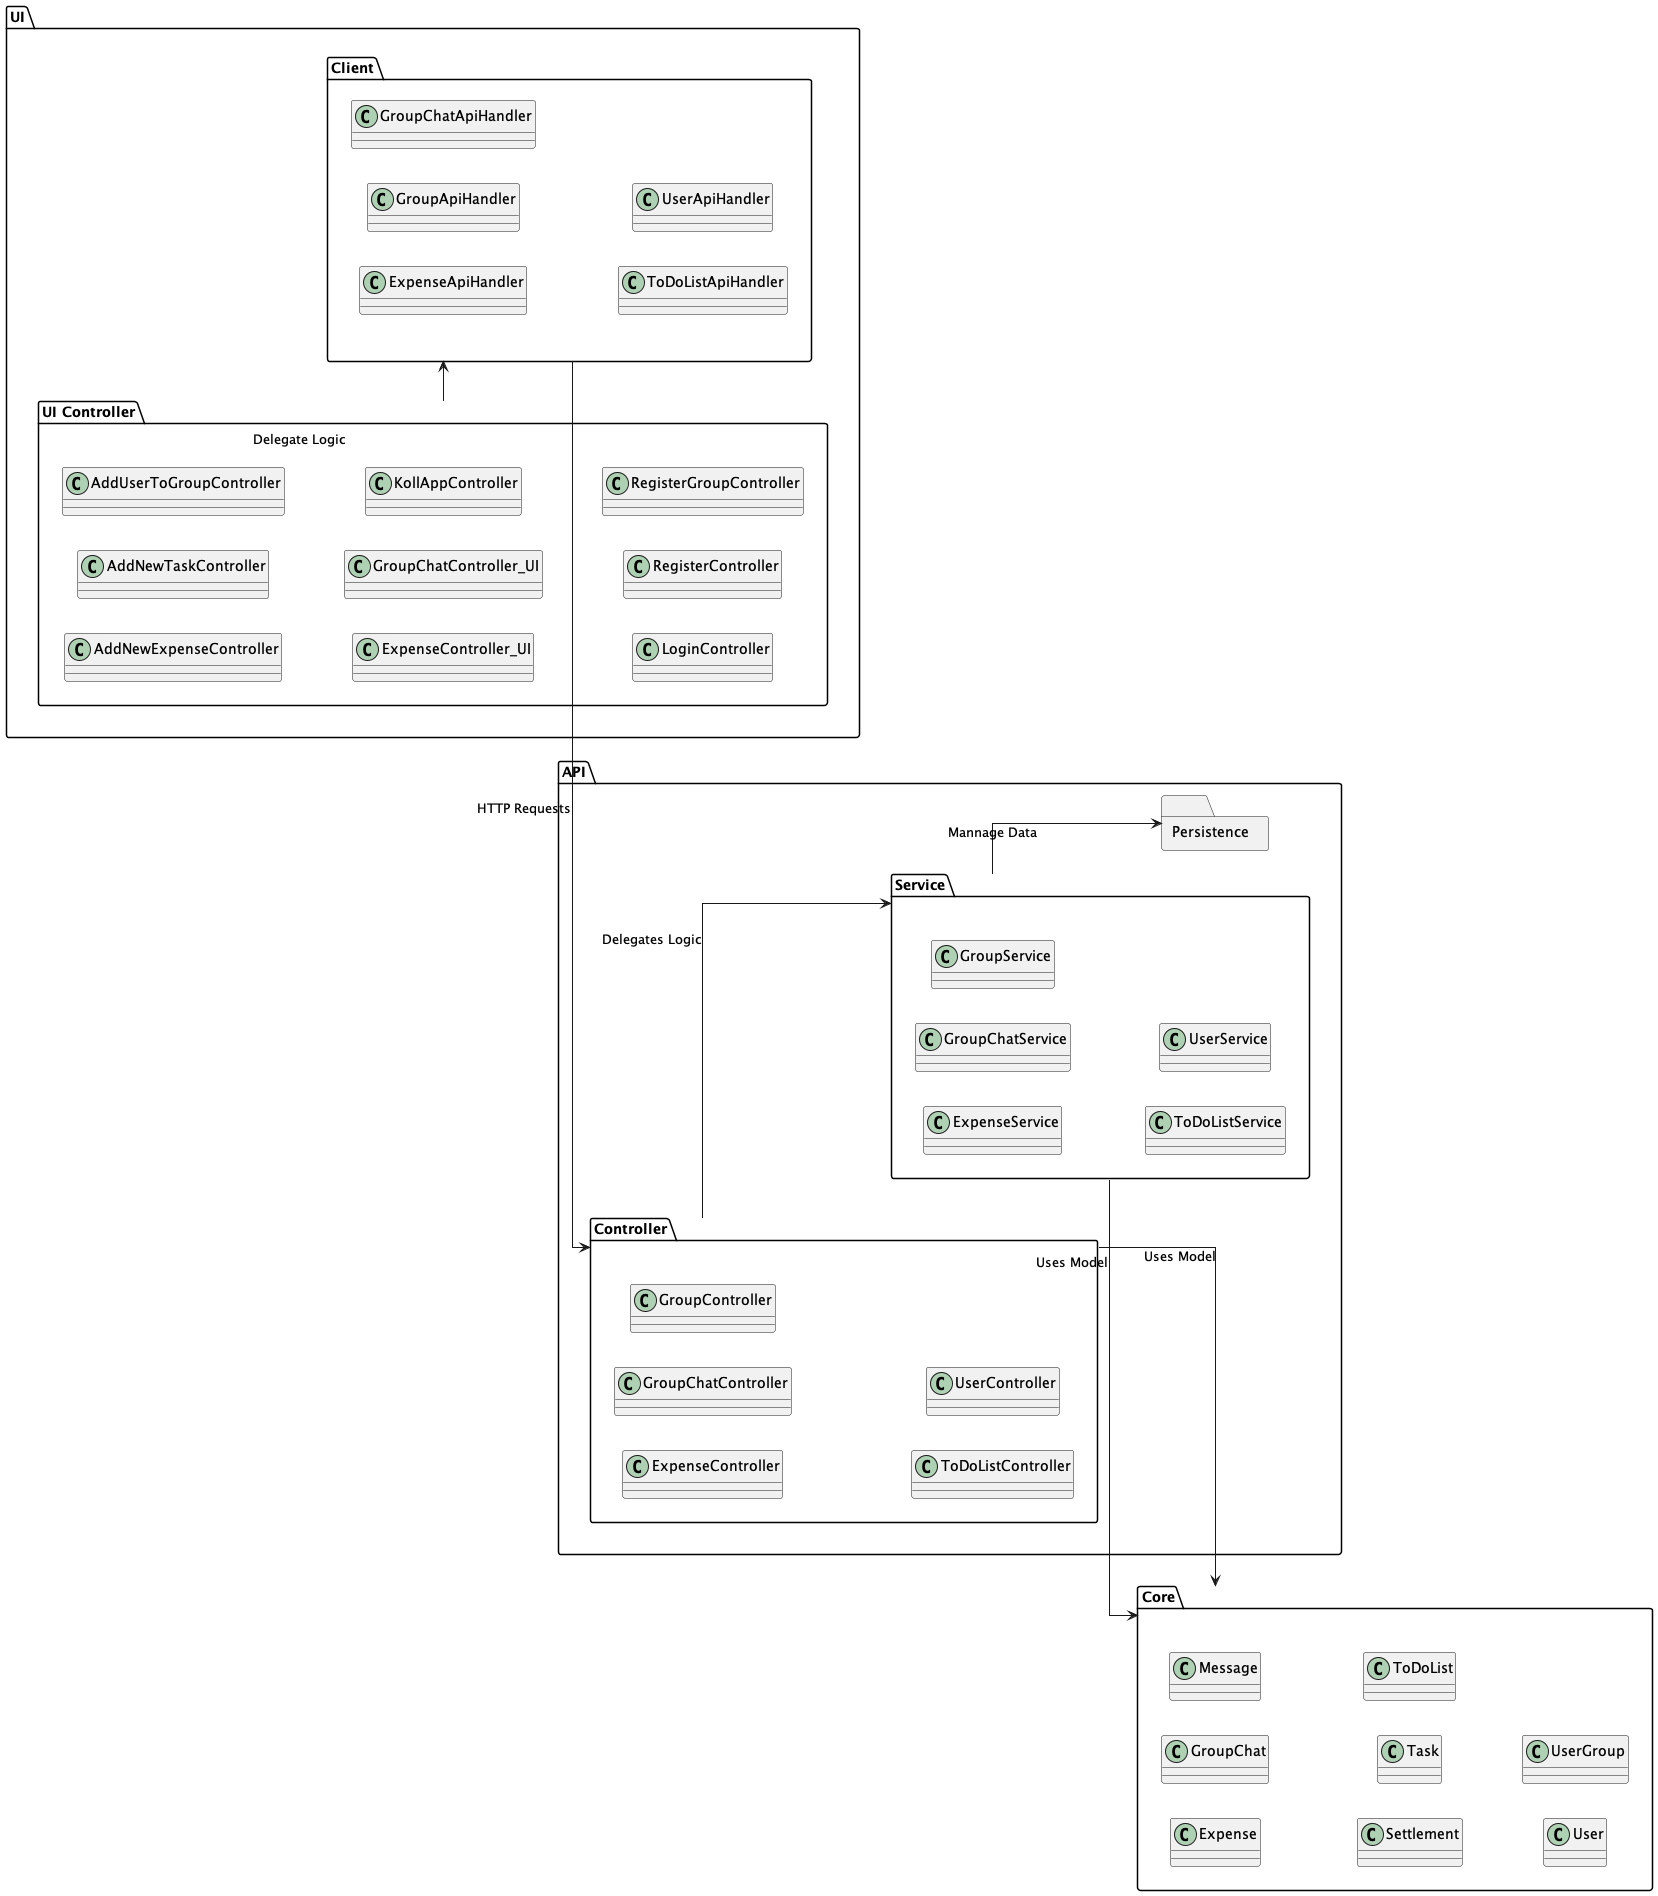 UI
Client
C GroupChatApiHandler
C GroupApiHandler
C UserApiHandler
C ExpenseApiHandler
C ToDoListApiHandler
UI Controller
Delegate Logic
C AddUserToGroupController
C KollAppController
C RegisterGroupController
C AddNewTaskController
C GroupChatController_UI
C RegisterController
C AddNewExpenseController
C ExpenseController_UI
C LoginController
API
HTTP Requests
Mannage Data
Persistence
Service
Delegates Logic
C GroupService
C GroupChatService
C UserService
C ExpenseService
C ToDoListService
Controller
Uses Model
Uses Model
C GroupController
C GroupChatController
C UserController
C ExpenseController
C ToDoListController
Core
C Message
C ToDoList
C GroupChat
C Task
C UserGroup
C Expense
C Settlement
C User